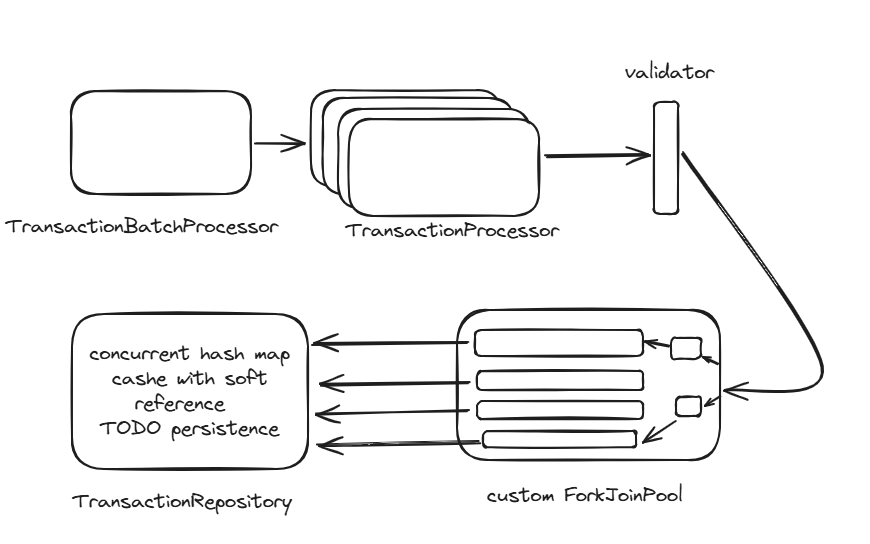 validator
TransactionBatchProcessor
TransactionProcessor
concurrent hash map
cashe with soft
reference
TODO persistence
TransactionRepository
custom ForkJoinPool